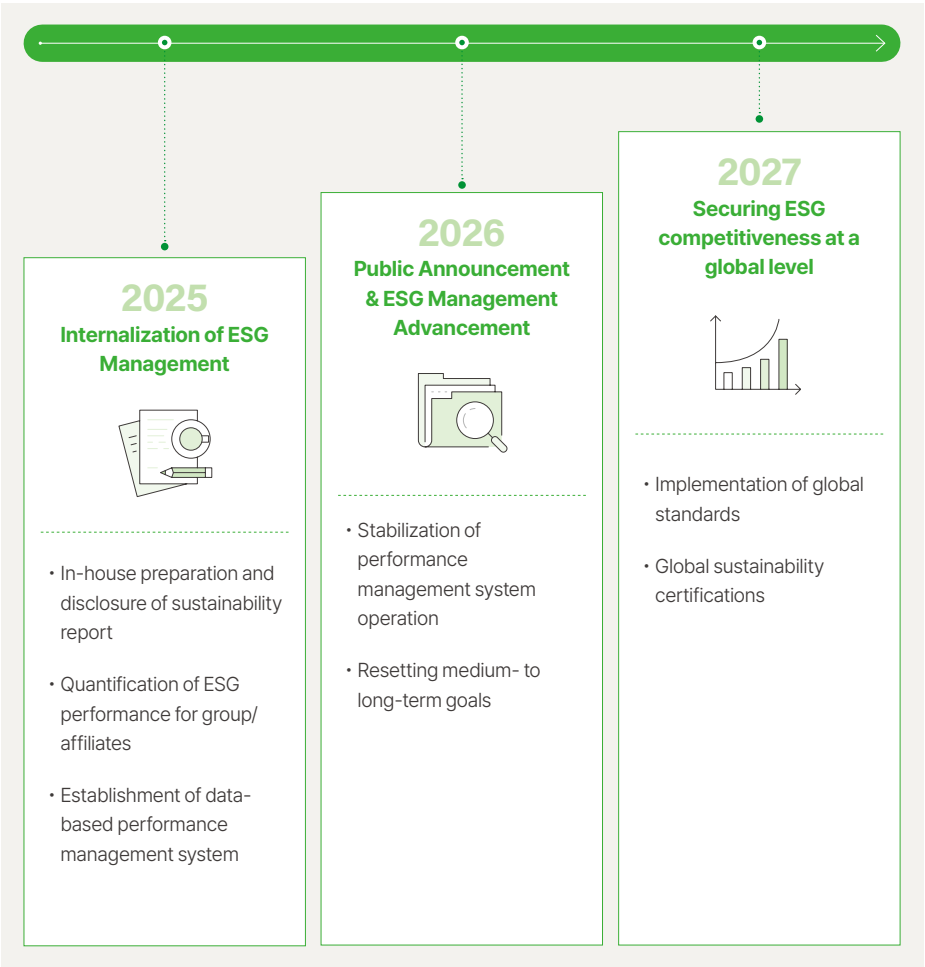 2025
Internalization of ESG
Management
• In-house preparation and
disclosure of sustainability
report
• Quantification of ESG
performance for group/
affiliates
• Establishment of data-
based performance
management system
2026
Public Announcement
& ESG Management
Advancement
• Stabilization of
performance
management system
operation
• Resetting medium- to
long-term goals
2027
Securing ESG
competitiveness at a
global level
• Implementation of global
standards
• Global sustainability
certifications